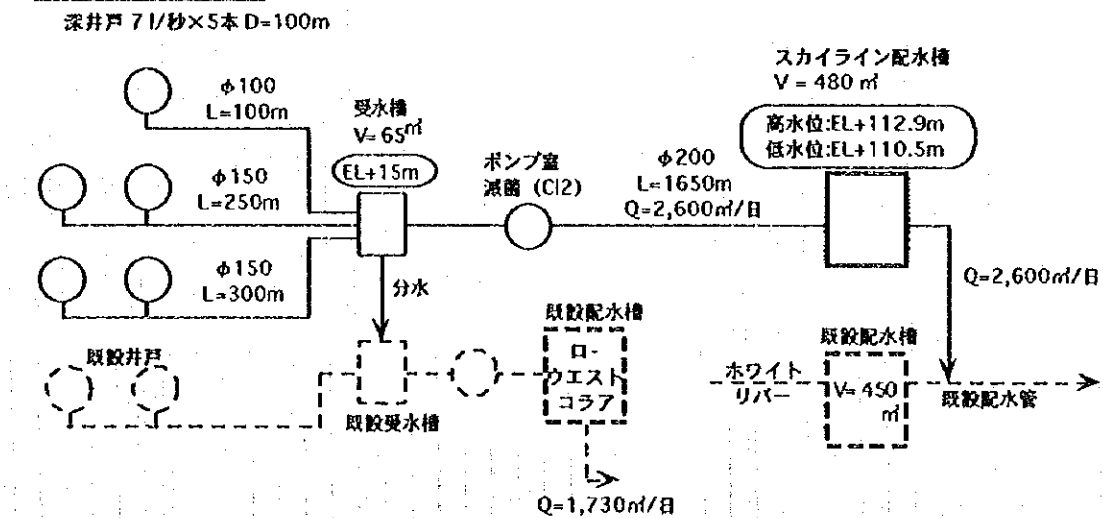 深井戸 7 l/秒×5本 D=100m
φ100
L=100m
受水槽
V=65㎥
EL+15m
φ150
L=250m
φ150
L=300m
ポンプ室
滅菌 (Cl2)
φ200
L=1650m
Q=2,600㎥/日
スカイライン配水槽
V = 480 ㎥
高水位:EL+112.9m
低水位:EL+110.5m
Q=2,600㎥/日
分水
既設井戸
既設受水槽
既設配水槽
ロ-
ウエスト
コラア
Q=1,730㎥/日
ホワイト
リバー
既設配水槽
V= 450
㎥
既設配水管